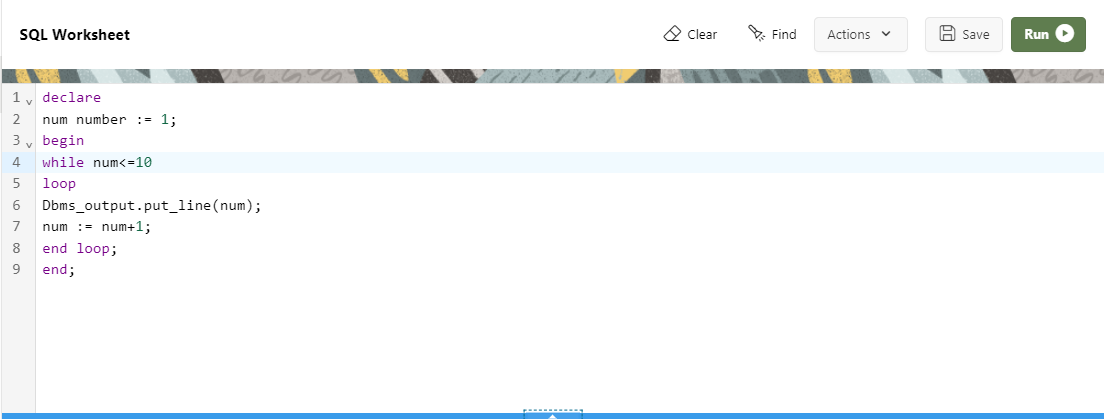 SQL Worksheet
Clear
Find
Actions
Save
Run
1 declare
2 num number := 1;
3 begin
4 while num<=10
5 loop
6 Dbms_output.put_line(num);
7 num := num+1;
8 end loop;
9 end;